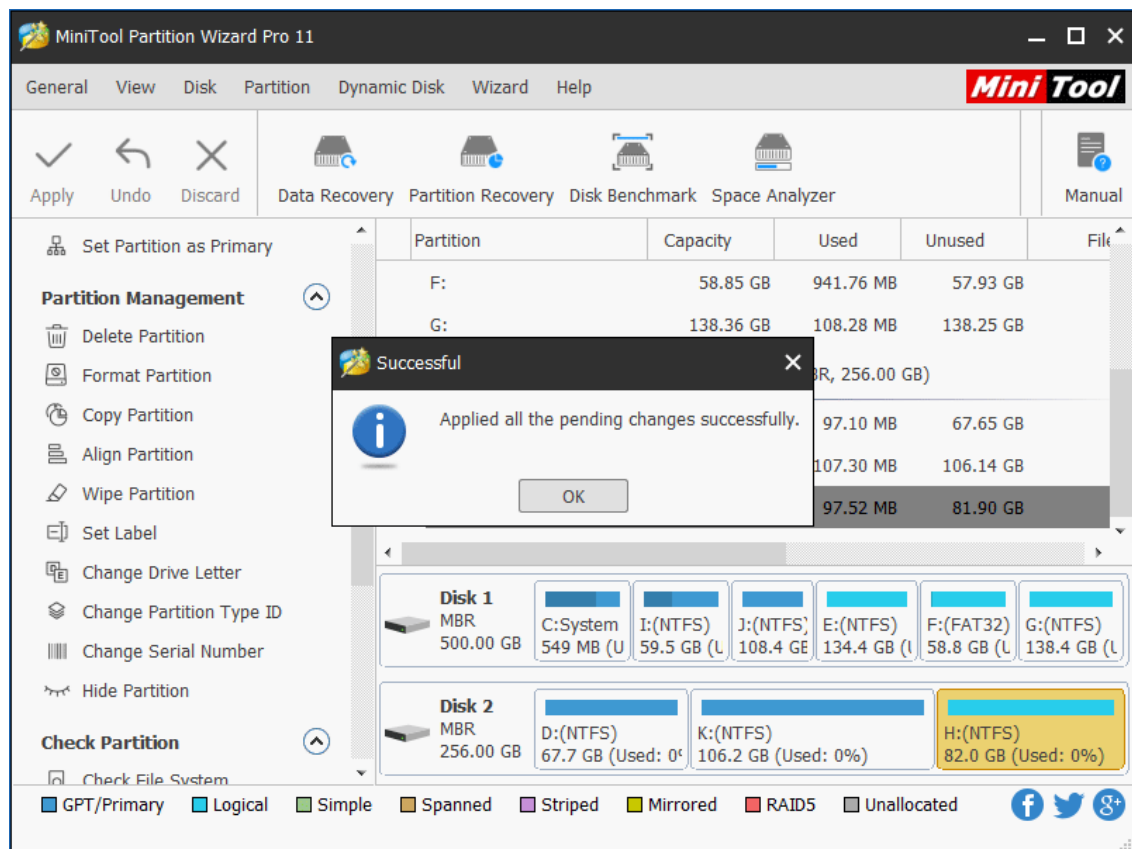 MiniTool Partition Wizard Pro 11
General View Disk Partition Dynamic Disk Wizard Help
Mini Tool
Apply Undo Discard Data Recovery Partition Recovery Disk Benchmark Space Analyzer Manual
Set Partition as Primary
Partition Management
Delete Partition
Format Partition
Copy Partition
Align Partition
Wipe Partition
Set Label
Change Drive Letter
Change Partition Type ID
Change Serial Number
Hide Partition
Check Partition
Check File System
Partition Capacity Used Unused File
F: 58.85 GB 941.76 MB 57.93 GB
G: 138.36 GB 108.28 MB 138.25 GB
BR, 256.00 GB)
97.10 MB 67.65 GB
107.30 MB 106.14 GB
97.52 MB 81.90 GB
Successful
Applied all the pending changes successfully.
OK
Disk 1
MBR
500.00 GB
C:System
549 MB (U
I:(NTFS)
59.5 GB (U
J:(NTFS)
108.4 GB
E:(NTFS)
134.4 GB (U
F:(FAT32)
58.8 GB (U
G:(NTFS)
138.4 GB (U
Disk 2
MBR
256.00 GB
D:(NTFS)
67.7 GB (Used: 0%
K:(NTFS)
106.2 GB (Used: 0%)
H:(NTFS)
82.0 GB (Used: 0%)
GPT/Primary Logical Simple Spanned Striped Mirrored RAID5 Unallocated